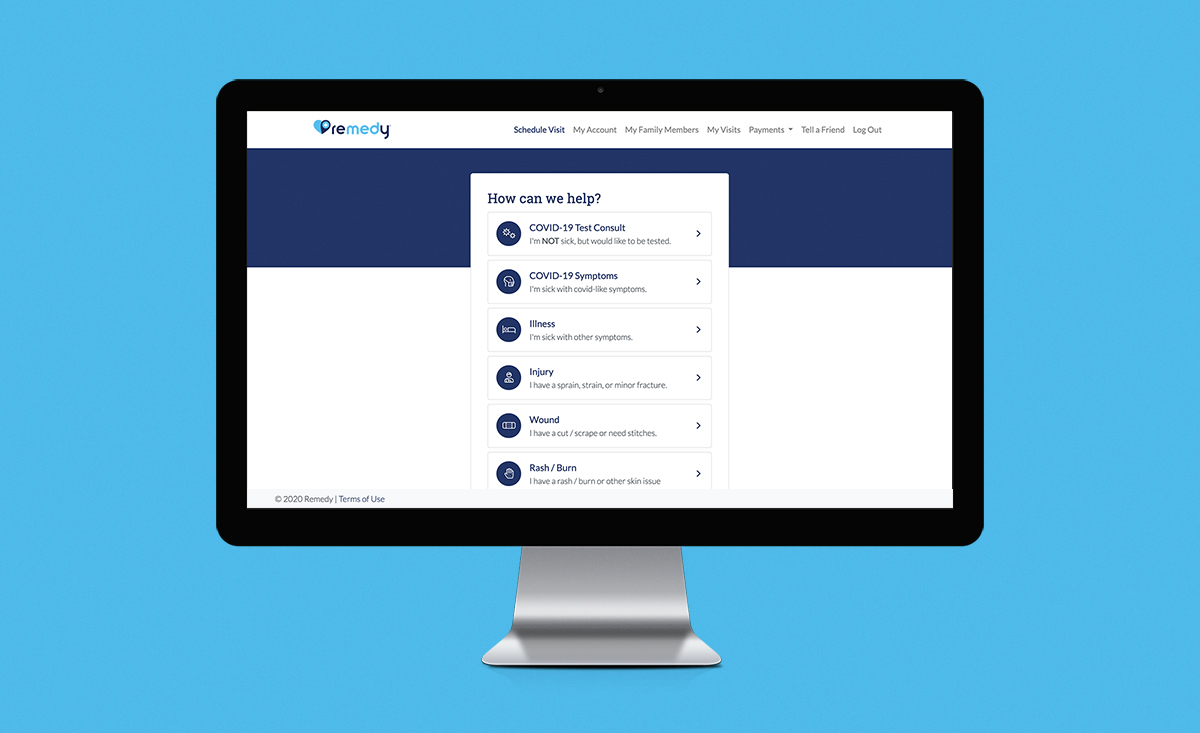 remedy
Schedule Visit My Account My Family Members My Visits Payments Tell a Friend Log Out
How can we help?
COVID-19 Test Consult
I'm NOT sick, but would like to be tested.
COVID-19 Symptoms
I'm sick with covid-like symptoms.
Illness
I'm sick with other symptoms.
Injury
I have a sprain, strain, or minor fracture.
Wound
I have a cut / scrape or need stitches.
Rash / Burn
I have a rash / burn or other skin issue
© 2020 Remedy | Terms of Use